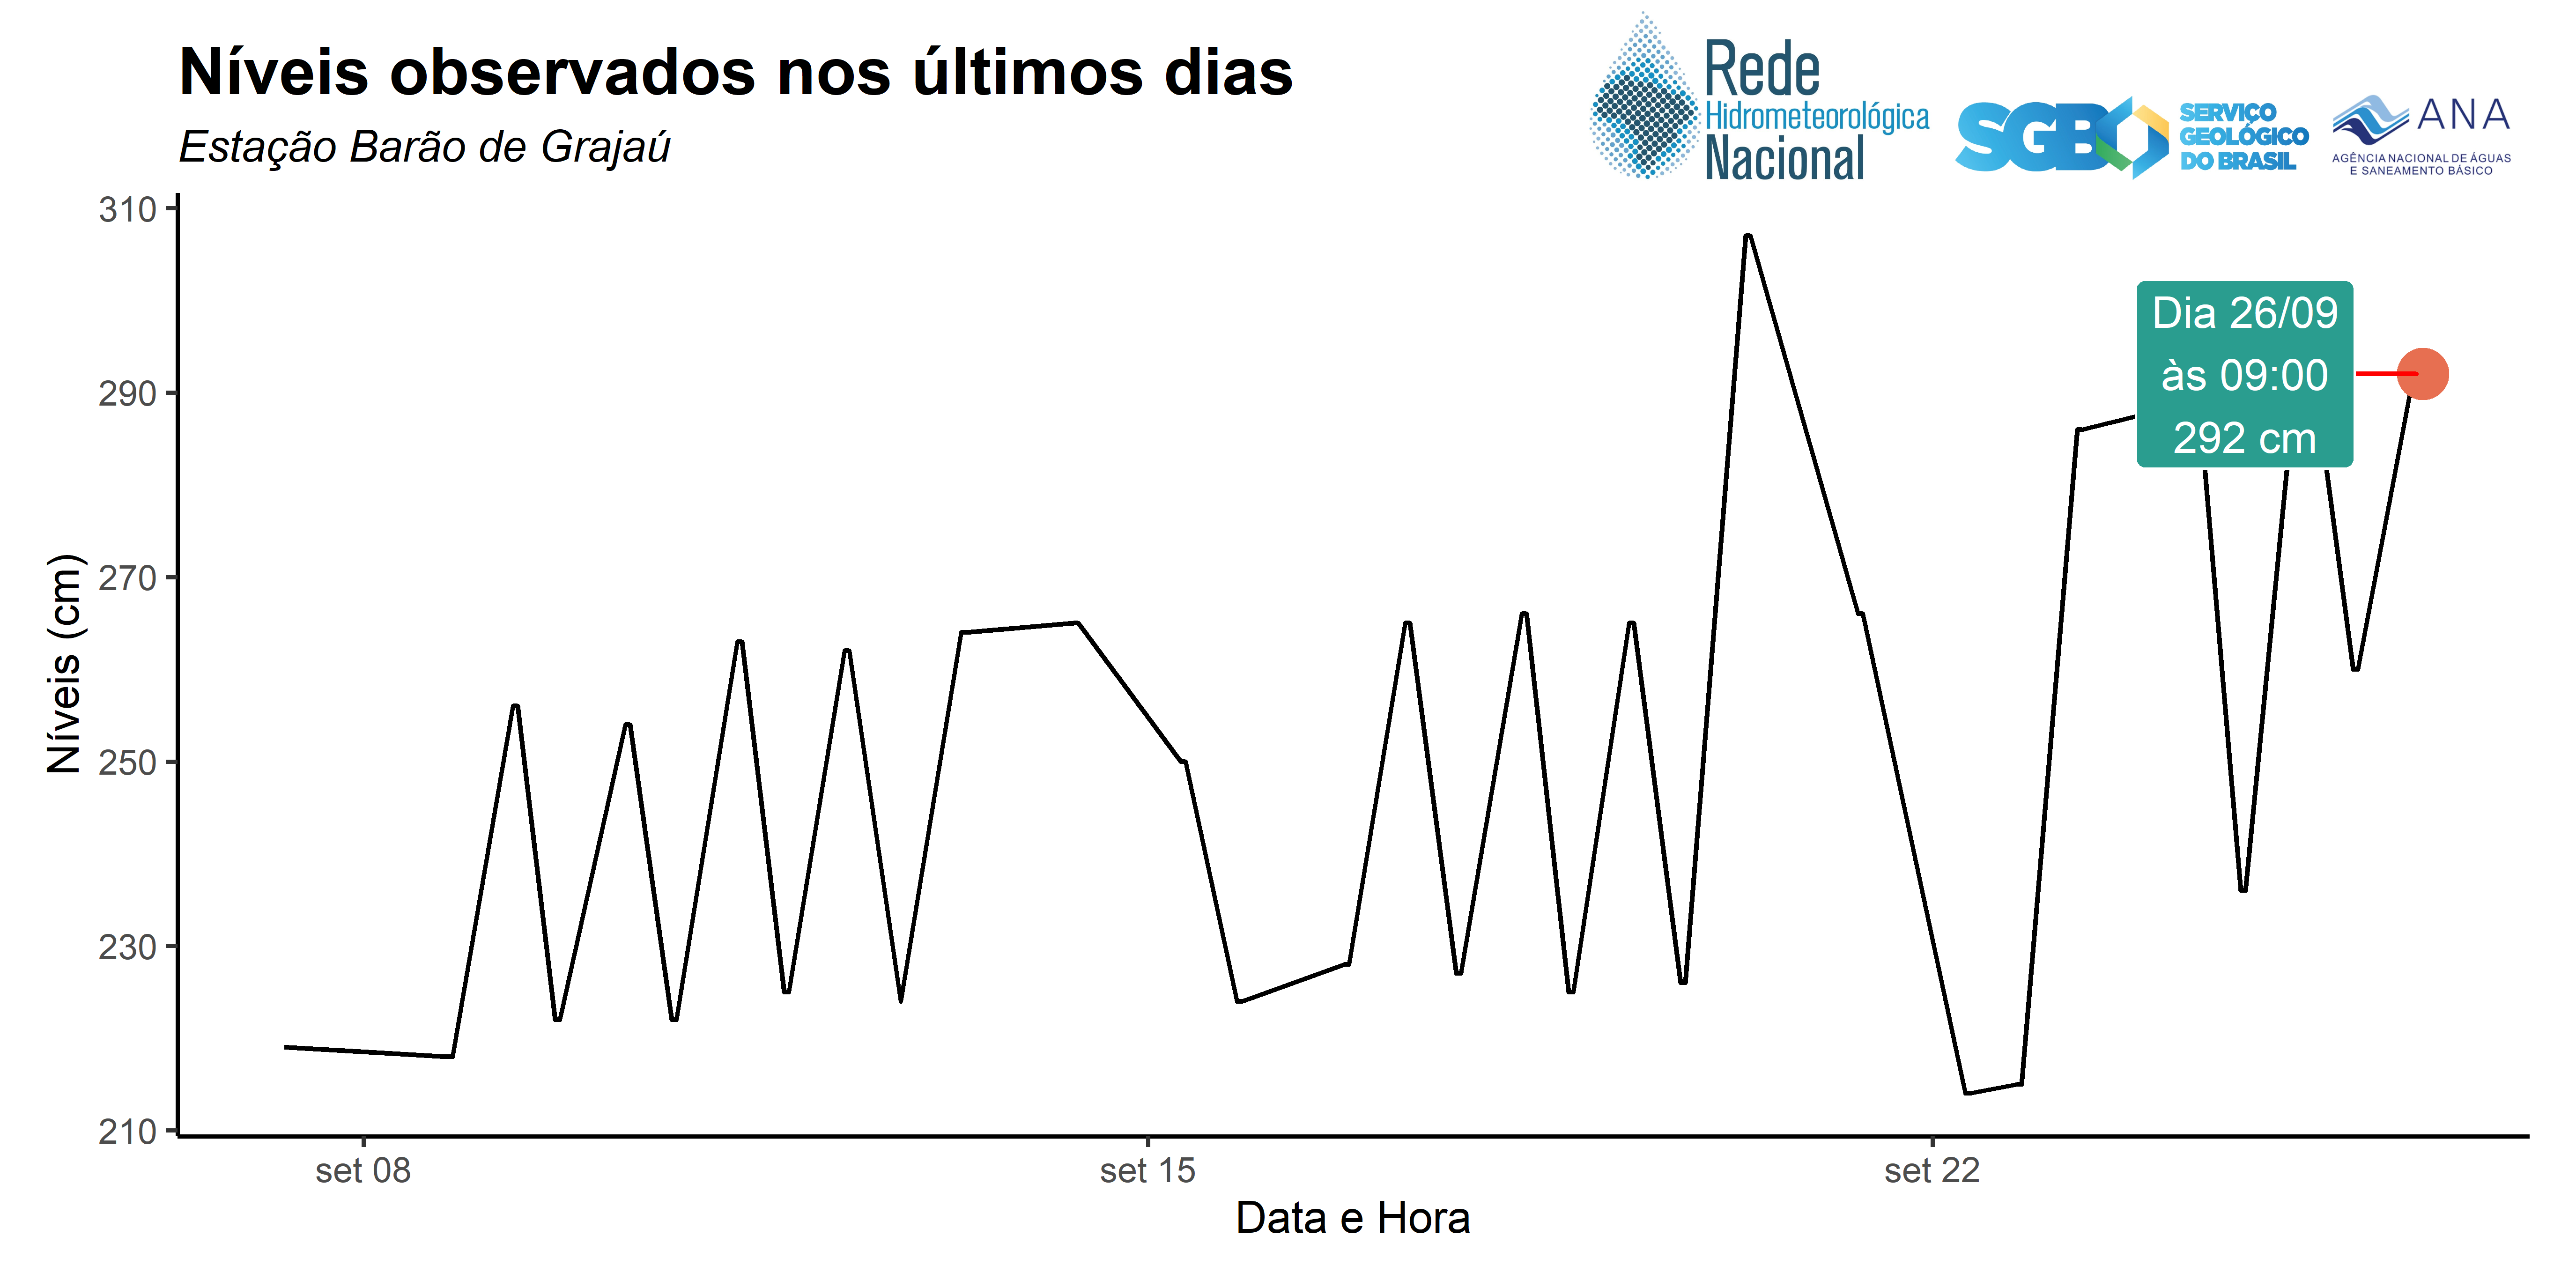 Níveis observados nos últimos dias
Estação Barão de Grajaú
Rede
Hidrometeorológica
Nacional
SGB
SERVIÇO
GEOLÓGICO
DO BRASIL
ANA
AGÊNCIA NACIONAL DE ÁGUAS
E SANEAMENTO BÁSICO
310
290
270
250
230
210
Níveis (cm)
Dia 26/09
às 09:00
292 cm
set 08
set 15
set 22
Data e Hora